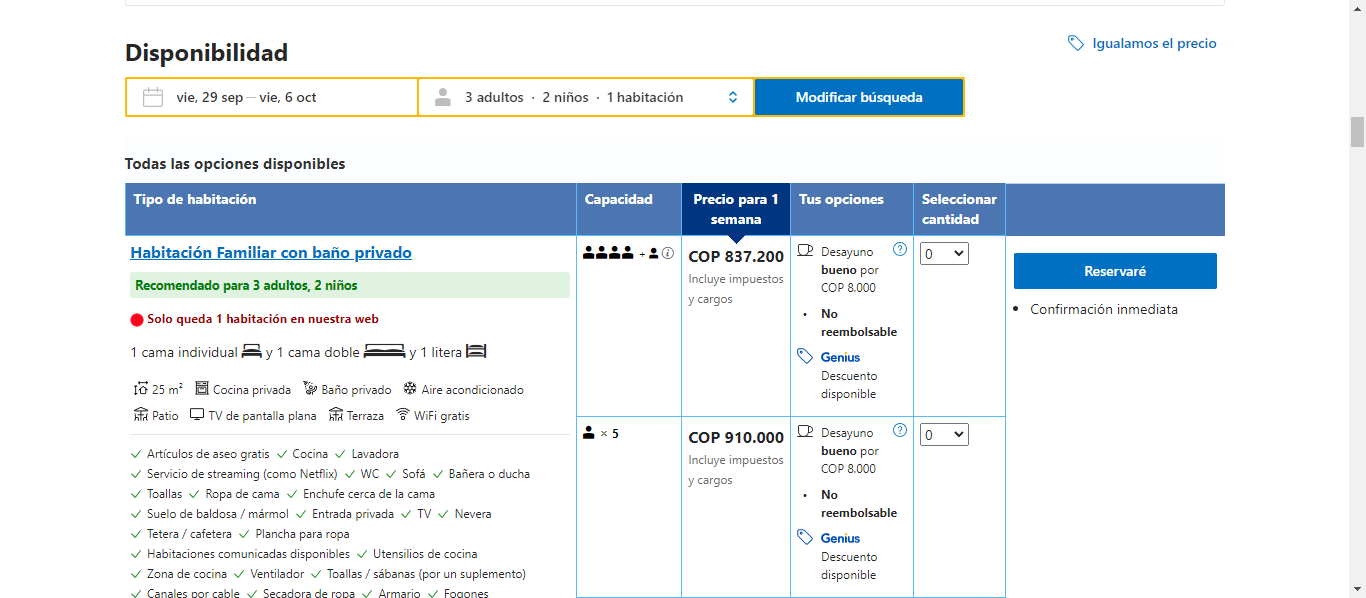 Disponibilidad
Igualamos el precio
vie, 29 sep — vie, 6 oct
3 adultos · 2 niños · 1 habitación
Modificar búsqueda
Todas las opciones disponibles
Tipo de habitación
Capacidad
Precio para 1
semana
Tus opciones
Seleccionar
cantidad
Habitación Familiar con baño privado
Recomendado para 3 adultos, 2 niños
Solo queda 1 habitación en nuestra web
1 cama individual y 1 cama doble y 1 litera
25 m² Cocina privada Baño privado Aire acondicionado
Patio TV de pantalla plana Terraza WiFi gratis
Artículos de aseo gratis Cocina Lavadora
Servicio de streaming (como Netflix) WC Sofá Bañera o ducha
Toallas Ropa de cama Enchufe cerca de la cama
Suelo de baldosa / mármol Entrada privada TV Nevera
Tetera / cafetera Plancha para ropa
Habitaciones comunicadas disponibles Utensilios de cocina
Zona de cocina Ventilador Toallas / sábanas (por un suplemento)
Canales por cable Secadora de ropa Armario Fogones
+
COP 837.200
Incluye impuestos
y cargos
Desayuno
bueno por
COP 8.000
• No
reembolsable
Genius
Descuento
disponible
0
Reservaré
• Confirmación inmediata
× 5
COP 910.000
Incluye impuestos
y cargos
Desayuno
bueno por
COP 8.000
• No
reembolsable
Genius
Descuento
disponible
0